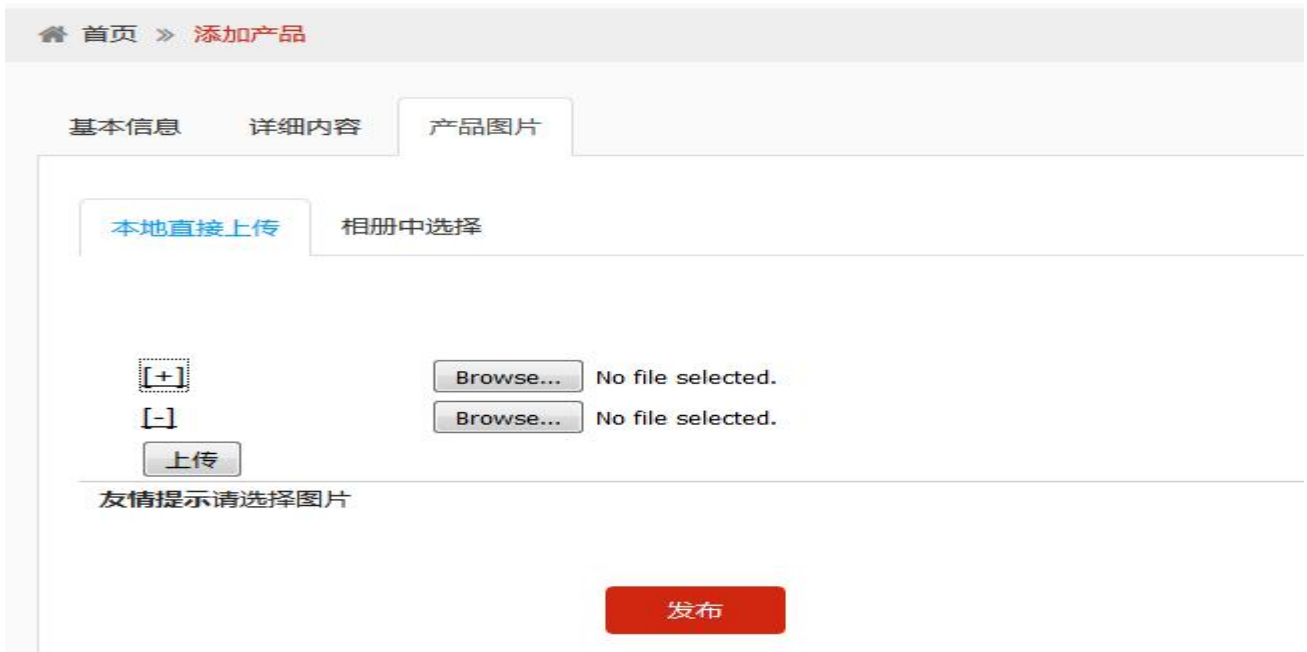 首页 » 添加产品
基本信息 详细内容 产品图片
本地直接上传 相册中选择
[+] Browse... No file selected.
[-] Browse... No file selected.
上传
友情提示请选择图片
发布